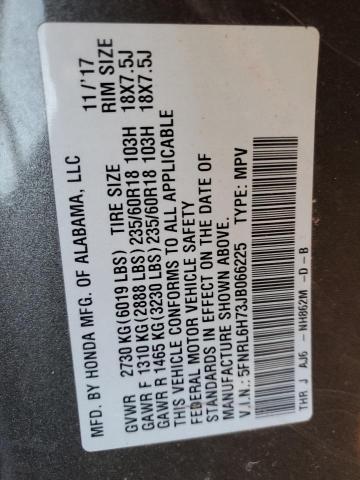 MFD. BY HONDA MFG. OF ALABAMA, LLC 11/'17
TIRE SIZE RIM SIZE
GVWR 2730 KG(6019 LBS)
GAWR F 1310 KG(2888 LBS) 235/60R18 103H 18X7.5J
GAWR R 1465 KG(3230 LBS) 235/60R18 103H 18X7.5J
THIS VEHICLE CONFORMS TO ALL APPLICABLE
FEDERAL MOTOR VEHICLE SAFETY
STANDARDS IN EFFECT ON THE DATE OF
MANUFACTURE SHOWN ABOVE.
V.I.N.: 5FNRL6H73JB066225 TYPE: MPV
THR J AJ6 - NH862M -D-B